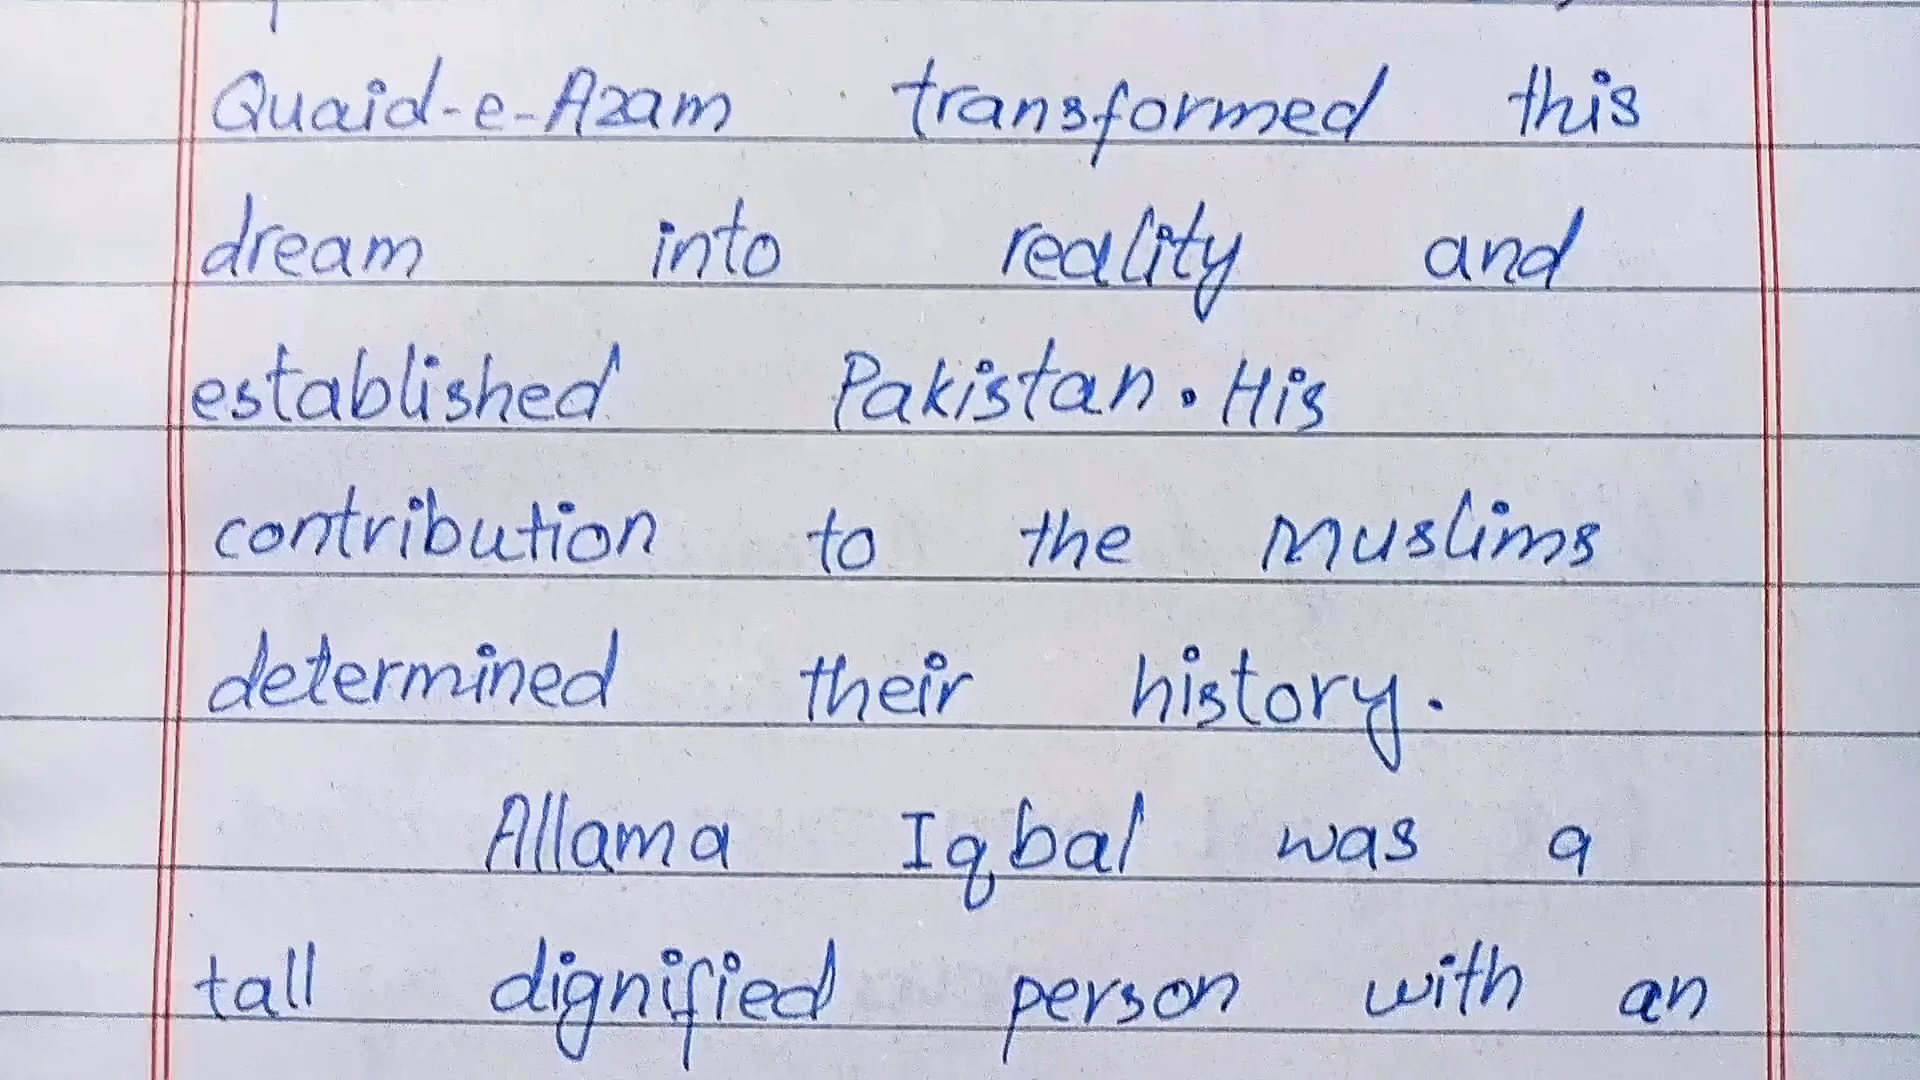 Quaid-e-Azam transformed this
dream into reality and
established Pakistan. His
contribution to the Muslims
determined their history.
Allama Iqbal was a
tall dignified person with an